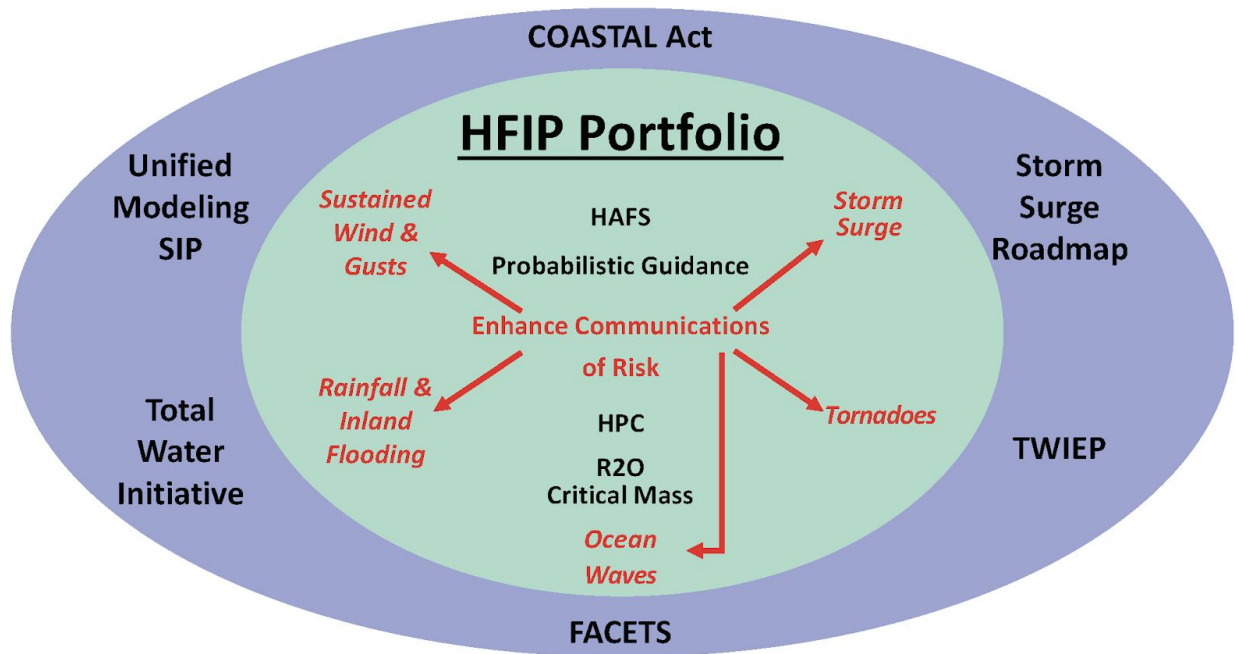 COASTAL Act
HFIP Portfolio
Unified
Modeling
SIP
Sustained
Wind &
Gusts
HAFS
Probabilistic Guidance
Storm
Surge
Storm
Surge
Roadmap
Enhance Communications
of Risk
Total
Water
Initiative
Rainfall &
Inland
Flooding
HPC
R2O
Critical Mass
Tornadoes
TWIEP
Ocean
Waves
FACETS